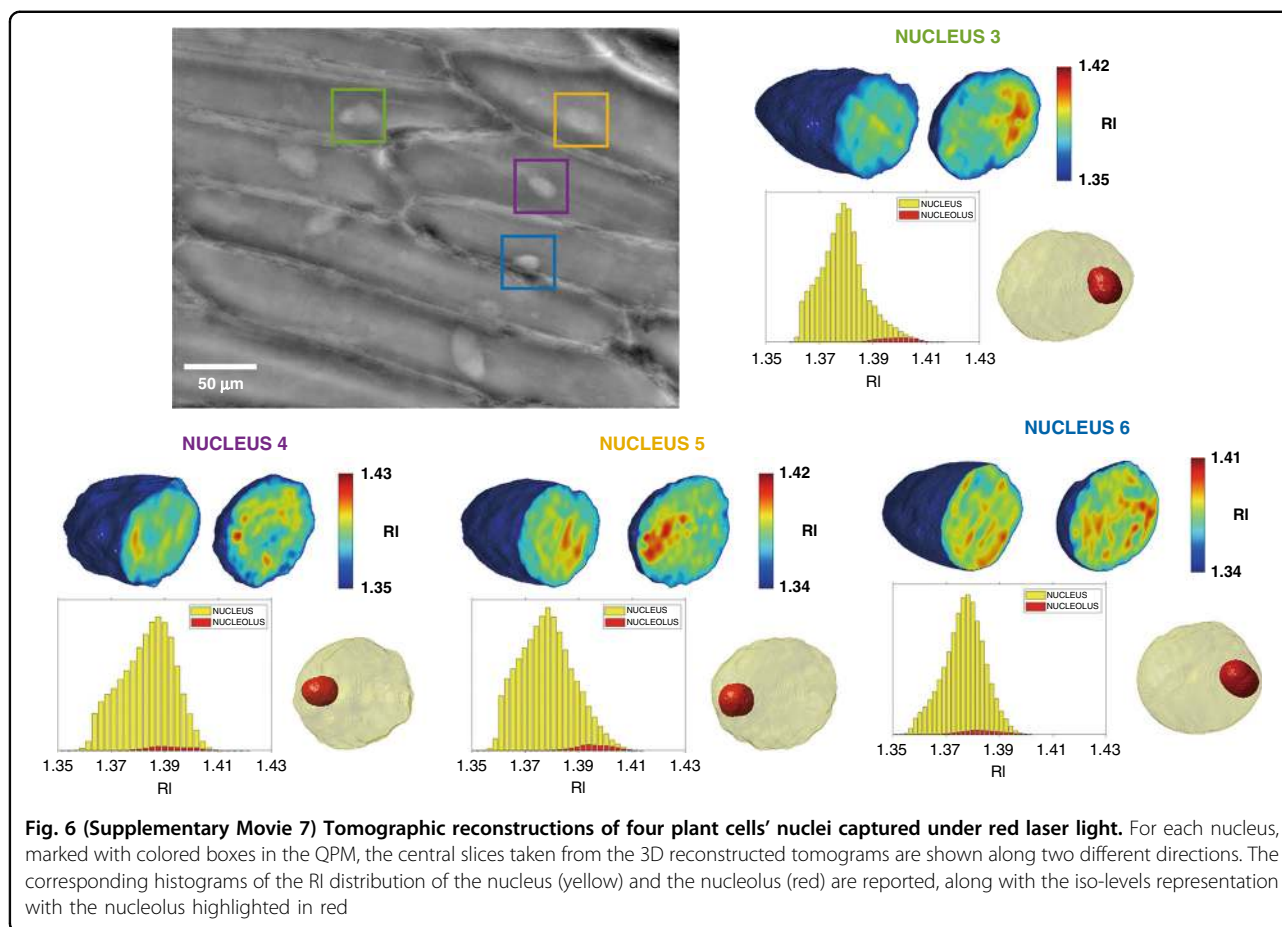 NUCLEUS 3
1.42
RI
1.35
NUCLEUS
NUCLEOLUS
1.35 1.37 1.39 1.41 1.43
RI
50 μm
NUCLEUS 4
1.43
RI
1.35
NUCLEUS
NUCLEOLUS
1.35 1.37 1.39 1.41 1.43
RI
NUCLEUS 5
1.42
RI
1.34
NUCLEUS
NUCLEOLUS
1.35 1.37 1.39 1.41 1.43
RI
NUCLEUS 6
1.41
RI
1.34
NUCLEUS
NUCLEOLUS
1.35 1.37 1.39 1.41 1.43
RI
Fig. 6 (Supplementary Movie 7) Tomographic reconstructions of four plant cells' nuclei captured under red laser light. For each nucleus,
marked with colored boxes in the QPM, the central slices taken from the 3D reconstructed tomograms are shown along two different directions. The
corresponding histograms of the RI distribution of the nucleus (yellow) and the nucleolus (red) are reported, along with the iso-levels representation
with the nucleolus highlighted in red